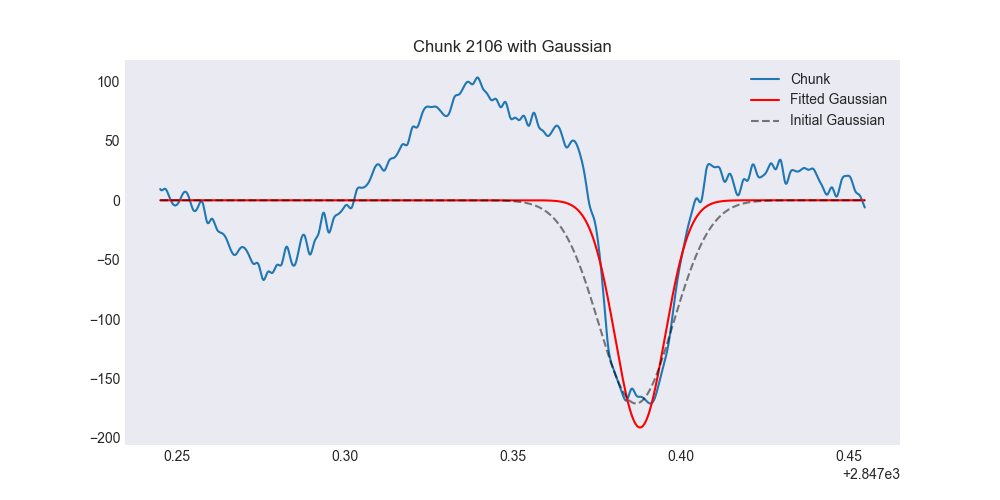 Chunk 2106 with Gaussian
Chunk
Fitted Gaussian
Initial Gaussian
100
50
0
−50
−100
−150
−200
0.25 0.30 0.35 0.40 0.45
+2.847e3